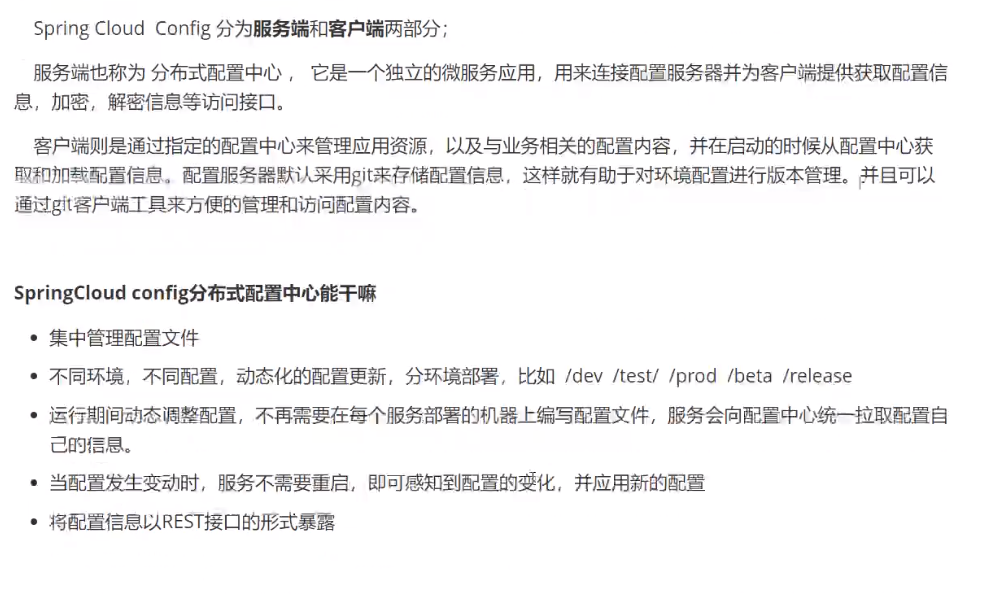 Spring Cloud Config 分为服务端和客户端两部分；
服务端也称为 分布式配置中心 ， 它是一个独立的微服务应用，用来连接配置服务器并为客户端提供获取配置信
息，加密，解密信息等访问接口。
客户端则是通过指定的配置中心来管理应用资源，以及与业务相关的配置内容，并在启动的时候从配置中心获
取和加载配置信息。配置服务器默认采用git来存储配置信息，这样就有助于对环境配置进行版本管理。并且可以
通过git客户端工具来方便的管理和访问配置内容。
SpringCloud config分布式配置中心能干嘛
• 集中管理配置文件
• 不同环境，不同配置，动态化的配置更新，分环境部署，比如 /dev /test/ /prod /beta /release
• 运行期间动态调整配置，不再需要在每个服务部署的机器上编写配置文件，服务会向配置中心统一拉取配置自
己的信息。
• 当配置发生变动时，服务不需要重启，即可感知到配置的变化，并应用新的配置
• 将配置信息以REST接口的形式暴露